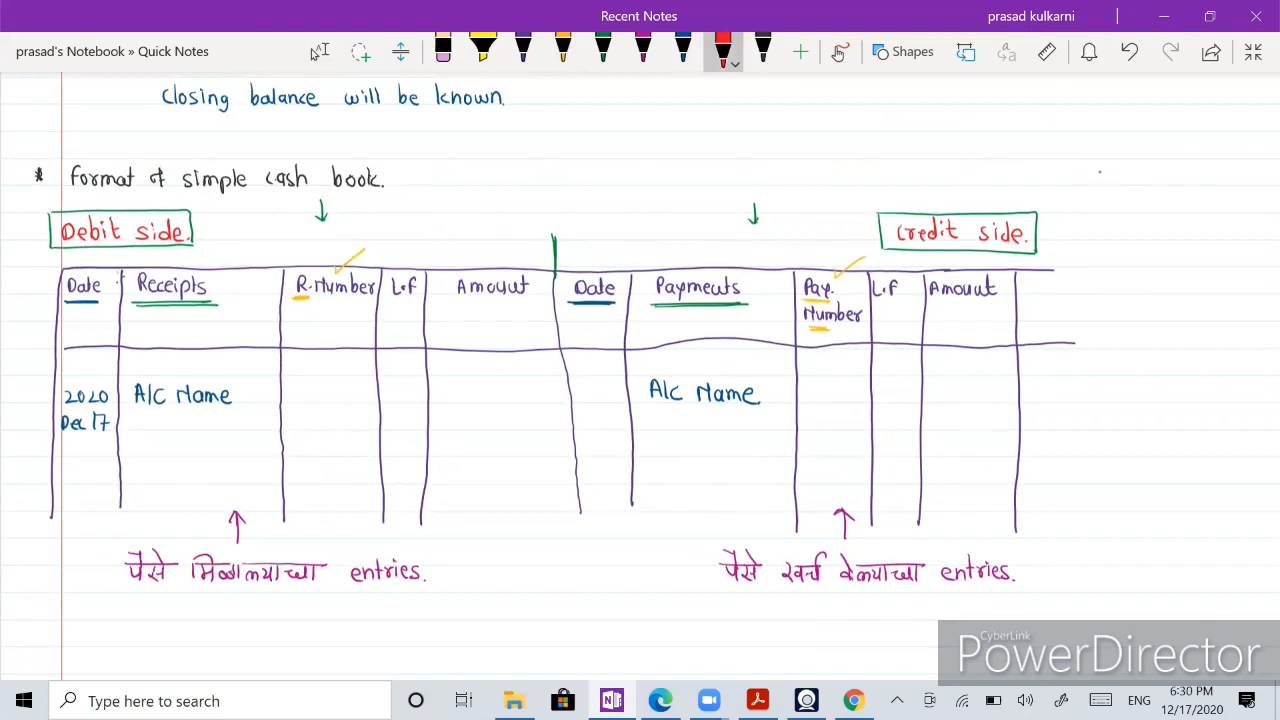 Recent Notes
prasad kulkarni
prasad's Notebook » Quick Notes
Shapes
Closing balance will be known.
* Format of simple cash book.
Debit side.
Credit side.
Date Receipts R.Number L.F Amount Date Payments Pay. Number L.F Amount
2020 A/C Name A/C Name
Dec 17
पैसे मिळाल्याच्या entries.
पैसे खर्च केल्याच्या entries.
CyberLink
PowerDirector
Type here to search
ENG
6:30 PM
12/17/2020